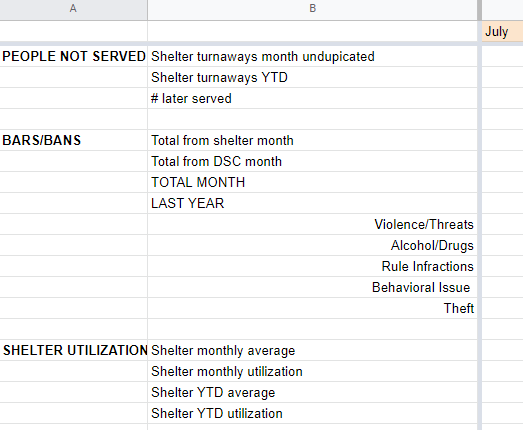 A B
July
PEOPLE NOT SERVED Shelter turnaways month undupicated
Shelter turnaways YTD
# later served
BARS/BANS Total from shelter month
Total from DSC month
TOTAL MONTH
LAST YEAR
Violence/Threats
Alcohol/Drugs
Rule Infractions
Behavioral Issue
Theft
SHELTER UTILIZATION Shelter monthly average
Shelter monthly utilization
Shelter YTD average
Shelter YTD utilization